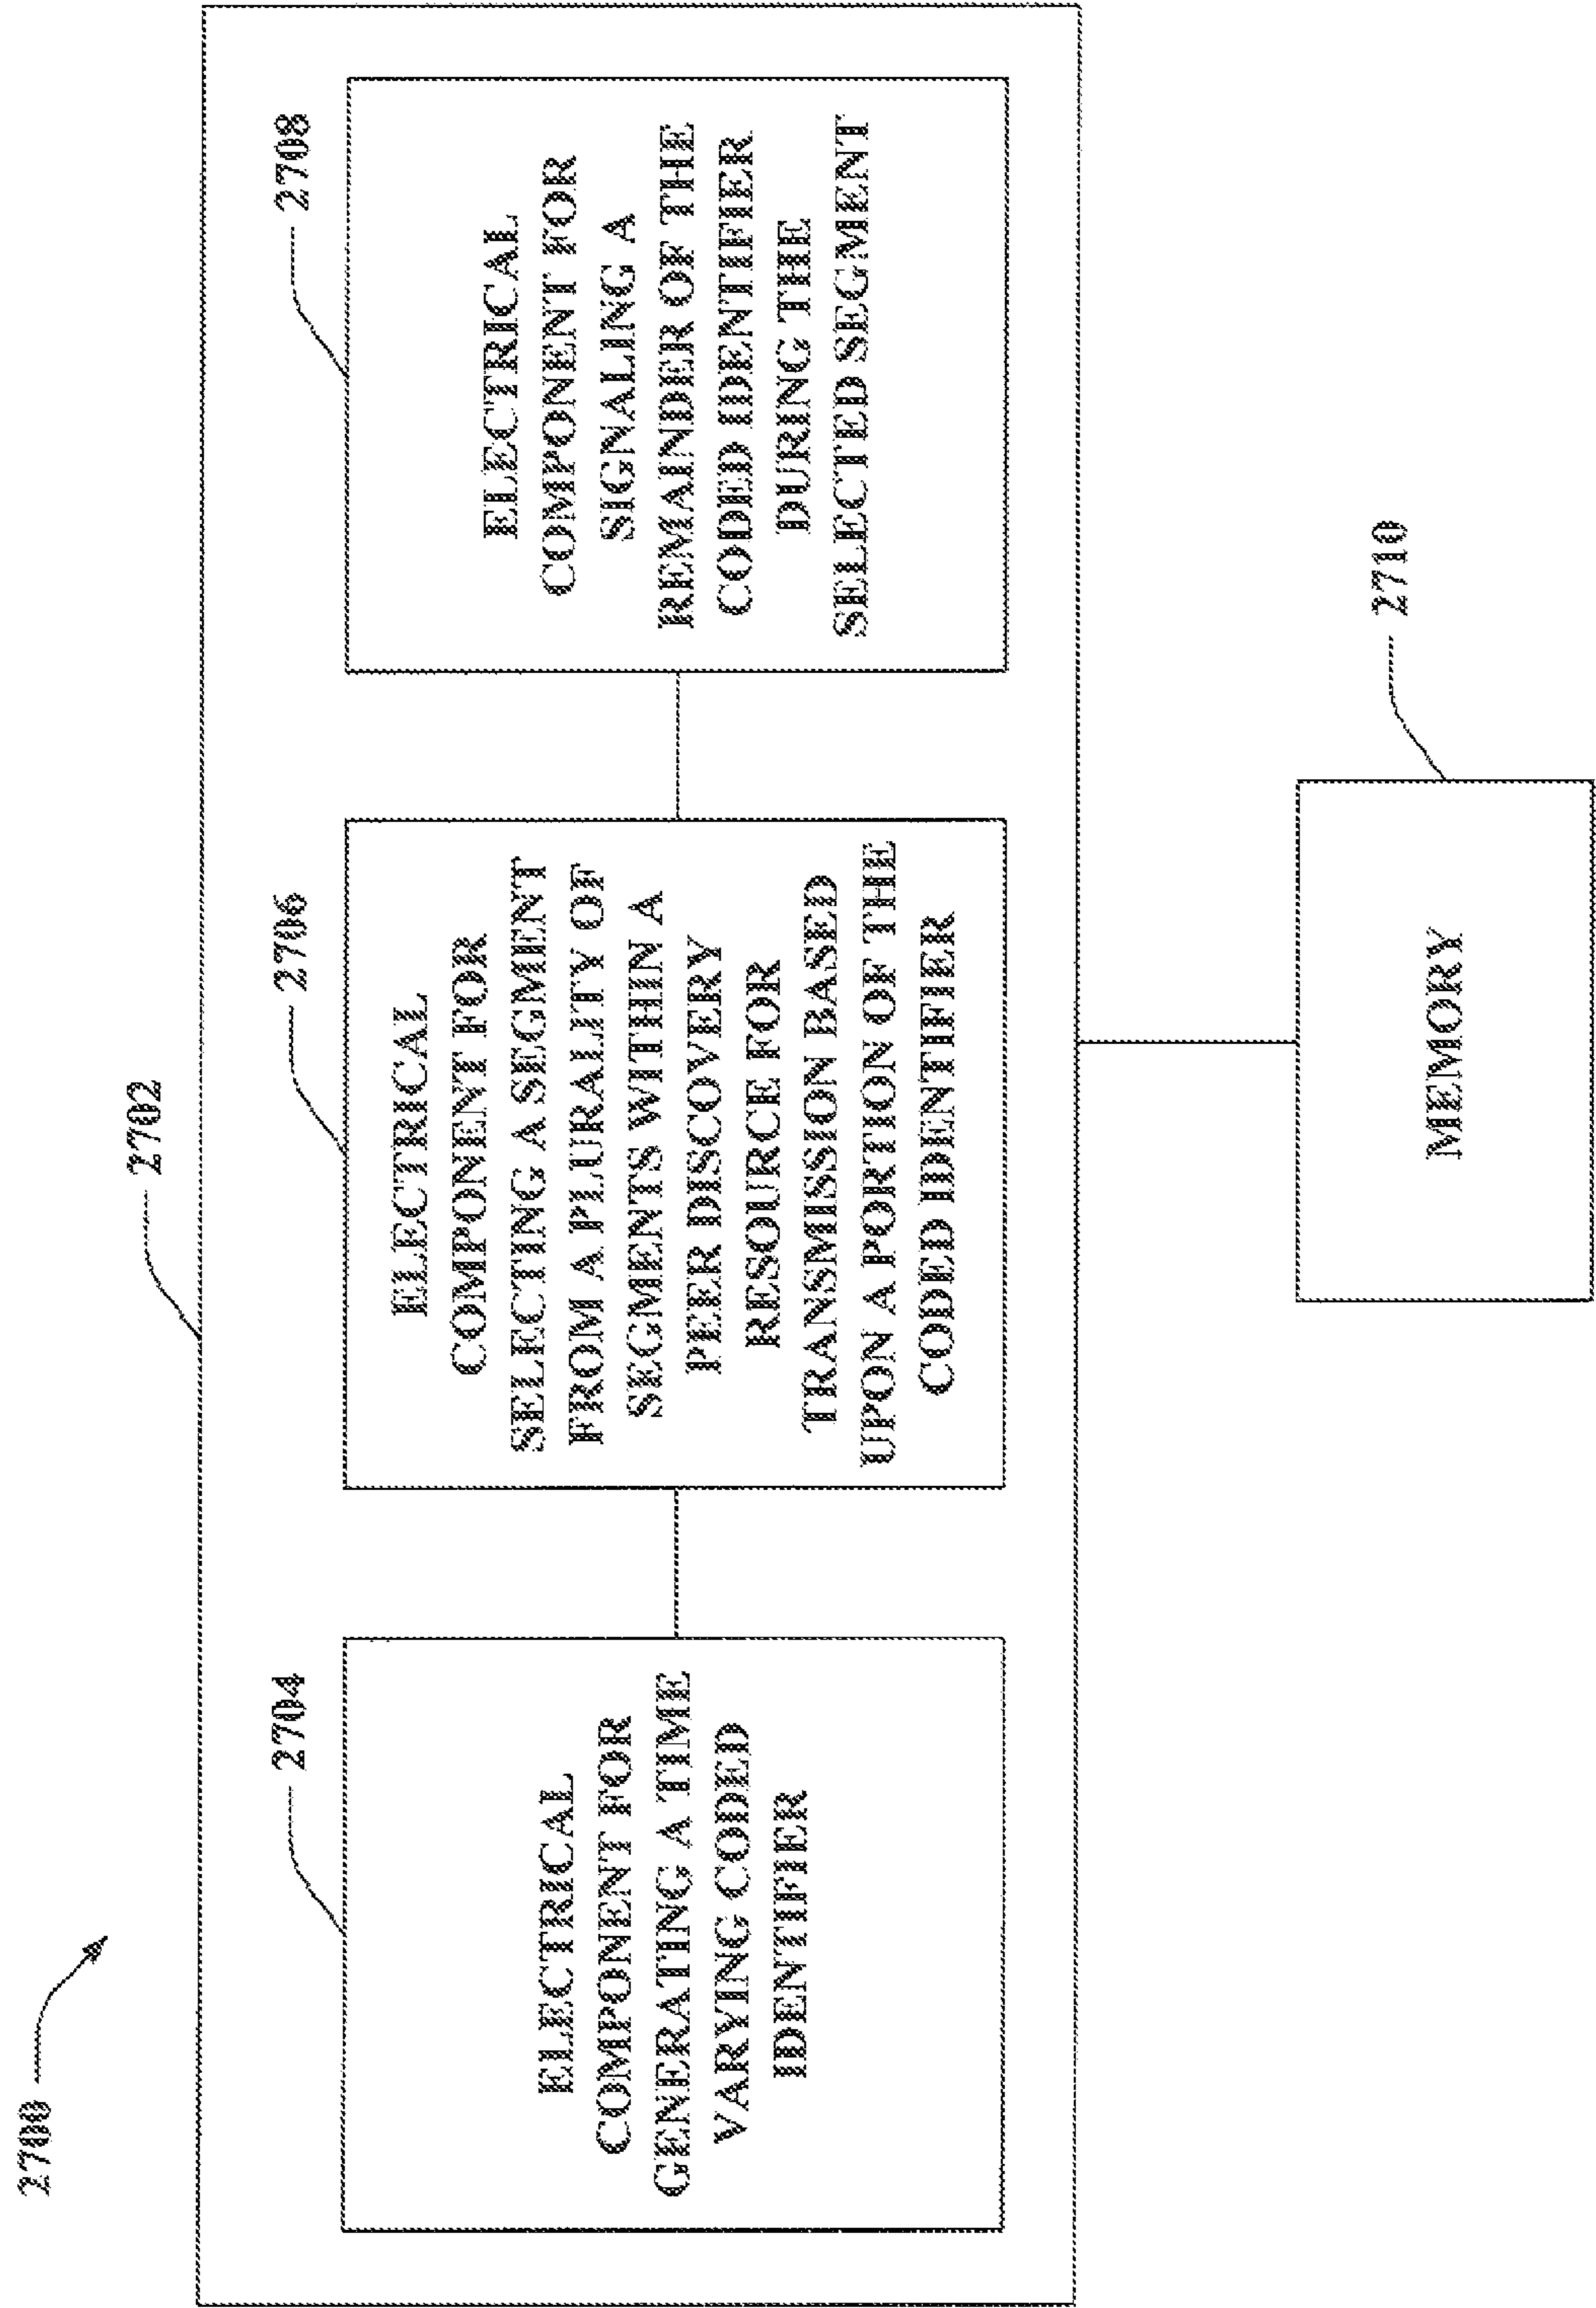 2700
2702
2704
ELECTRICAL
COMPONENT FOR
GENERATING A TIME
VARYING CODED
IDENTIFIER
2706
ELECTRICAL
COMPONENT FOR
SELECTING A SEGMENT
FROM A PLURALITY OF
SEGMENTS WITHIN A
PEER DISCOVERY
RESOURCE FOR
TRANSMISSION BASED
UPON A PORTION OF THE
CODED IDENTIFIER
2708
ELECTRICAL
COMPONENT FOR
SIGNALING A
REMAINDER OF THE
CODED IDENTIFIER
DURING THE
SELECTED SEGMENT
2710
MEMORY